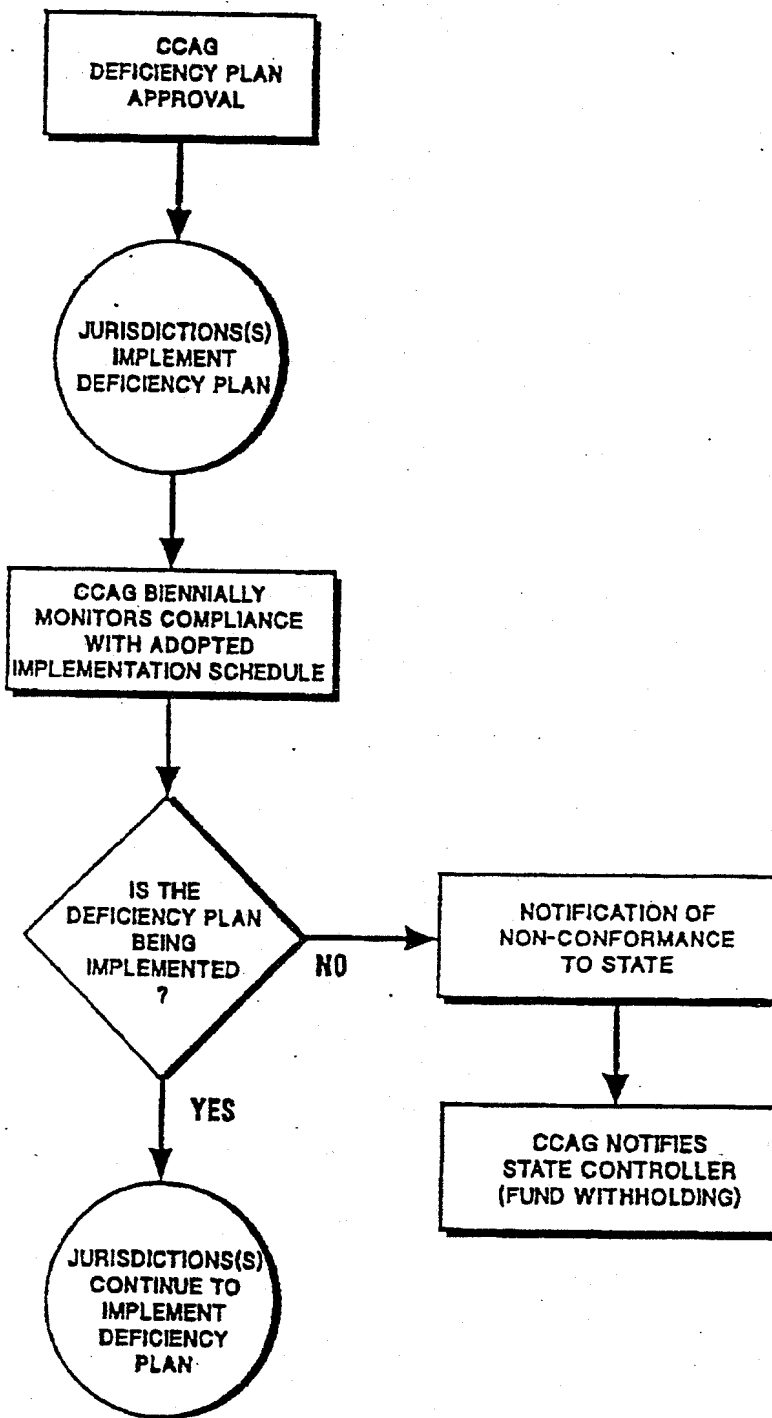 CCAG
DEFICIENCY PLAN
APPROVAL
JURISDICTIONS(S)
IMPLEMENT
DEFICIENCY PLAN
CCAG BIENNIALLY
MONITORS COMPLIANCE
WITH ADOPTED
IMPLEMENTATION SCHEDULE
IS THE
DEFICIENCY PLAN
BEING
IMPLEMENTED
?
NO
NOTIFICATION OF
NON-CONFORMANCE
TO STATE
YES
CCAG NOTIFIES
STATE CONTROLLER
(FUND WITHHOLDING)
JURISDICTIONS(S)
CONTINUE TO
IMPLEMENT
DEFICIENCY
PLAN